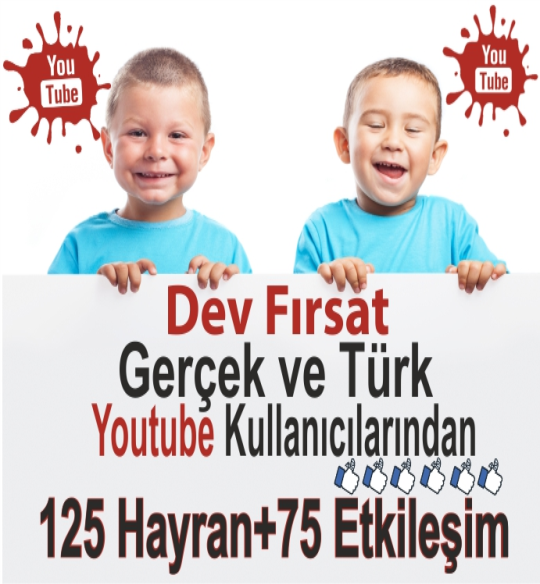 You
Tube
You
Tube
Dev Fırsat
Gerçek ve Türk
Youtube Kullanıcılarından
125 Hayran+75 Etkileşim